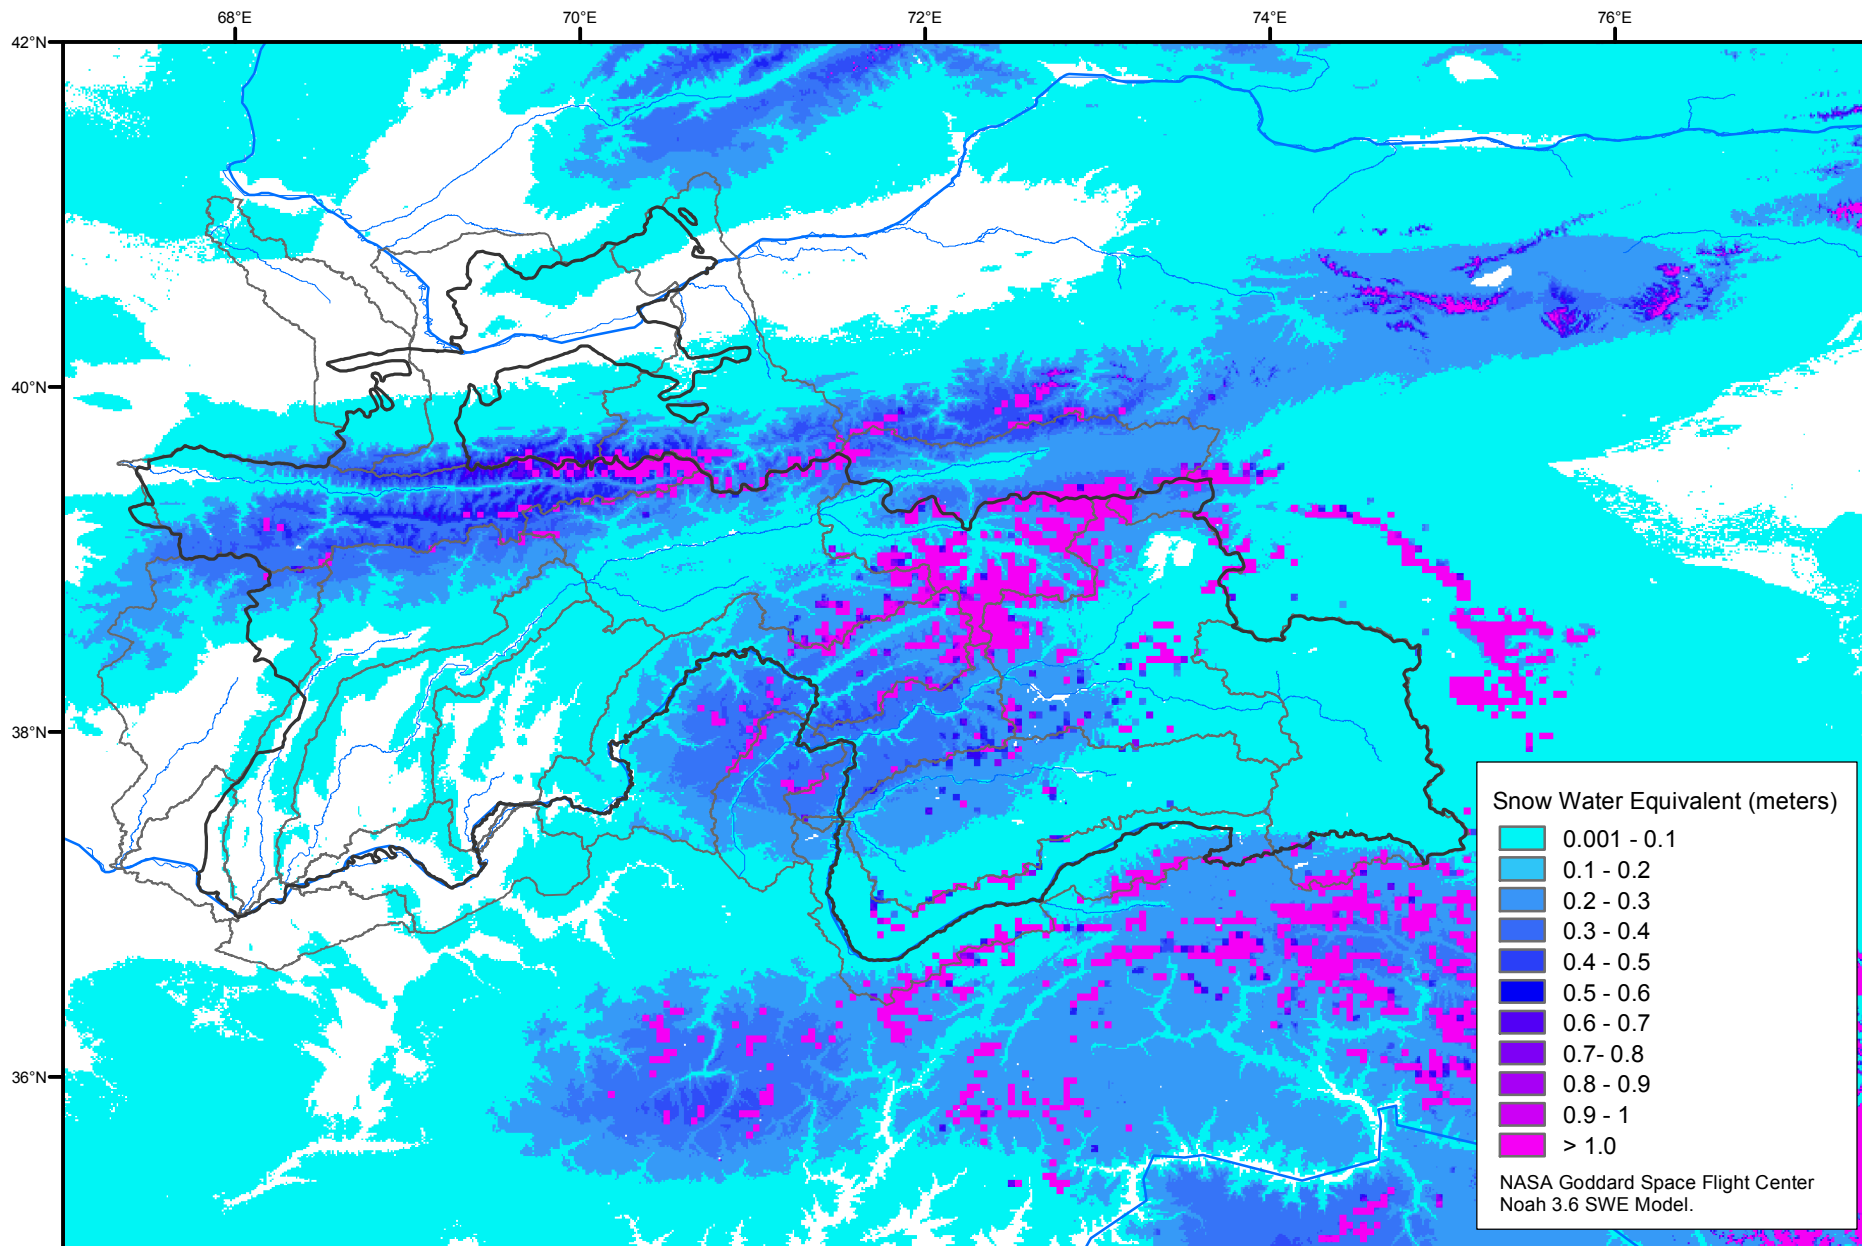 68°E
70°E
72°E
74°E
76°E
42°N
40°N
38°N
36°N
Snow Water Equivalent (meters)
0.001 - 0.1
0.1 - 0.2
0.2 - 0.3
0.3 - 0.4
0.4 - 0.5
0.5 - 0.6
0.6 - 0.7
0.7- 0.8
0.8 - 0.9
0.9 - 1
> 1.0
NASA Goddard Space Flight Center
Noah 3.6 SWE Model.